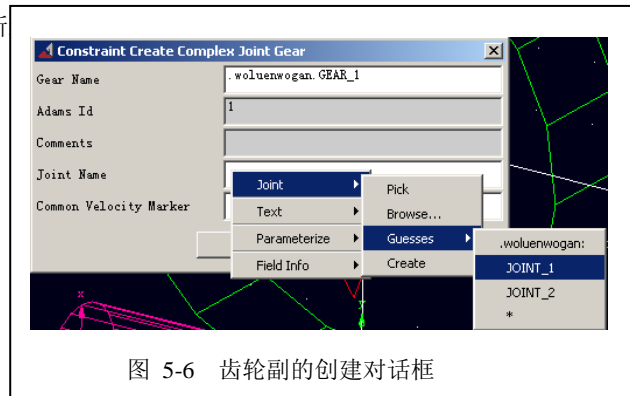 Constraint Create Complex Joint Gear
Gear Name .woluenwogan.GEAR_1
Adams Id 1
Comments
Joint Name
Common Velocity Marker
Joint
Text
Parameterize
Field Info
Pick
Browse...
Guesses
Create
.woluenwogan:
JOINT_1
JOINT_2
*
x
图 5-6 齿轮副的创建对话框